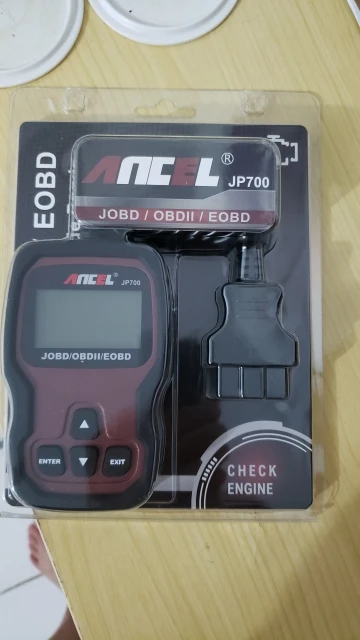 EOBD
ANCEL®
JP700
JOBD / OBDII / EOBD
ANCEL® JP700
JOBD/OBDII/EOBD
▲
ENTER ▼ EXIT
CHECK
ENGINE